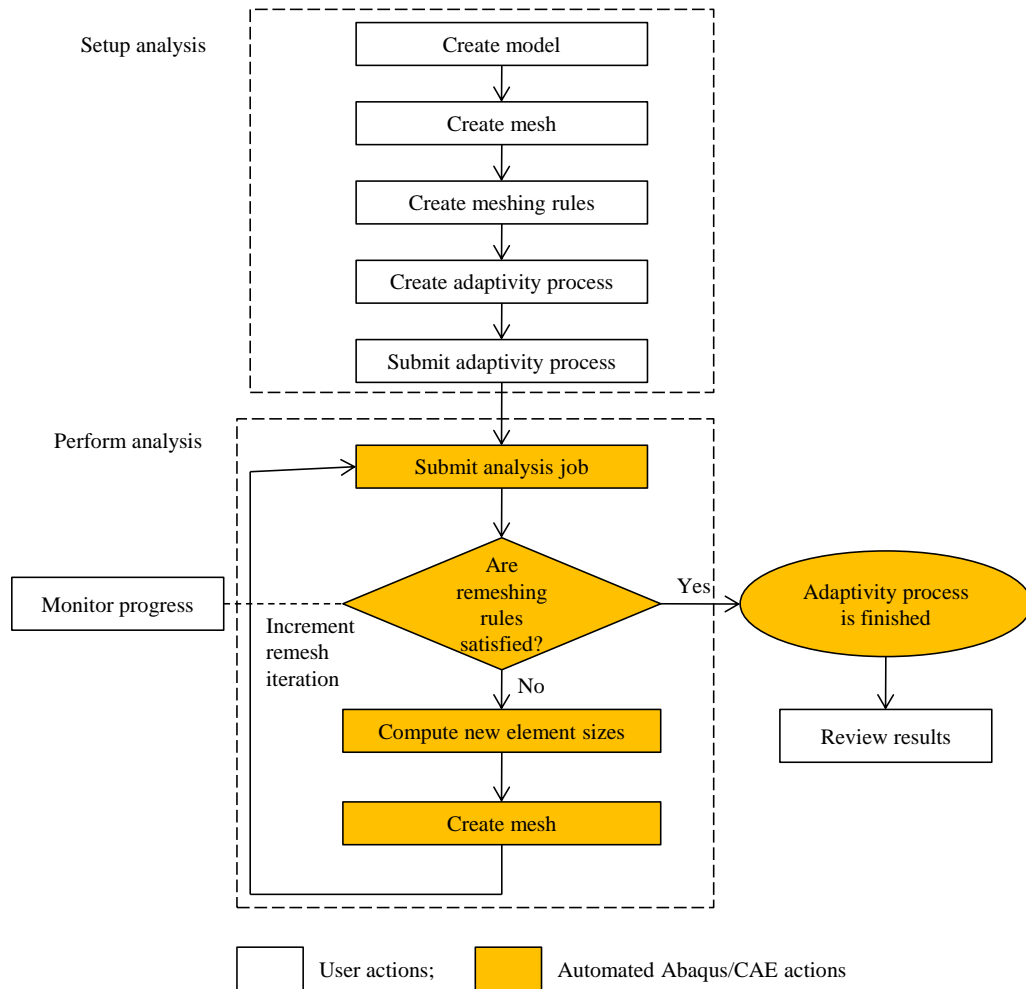 Setup analysis
Create model
Create mesh
Create meshing rules
Create adaptivity process
Submit adaptivity process
Perform analysis
Submit analysis job
Are
remeshing
rules
satisfied?
Yes
Adaptivity process
is finished
Monitor progress
Increment
remesh
iteration
No
Compute new element sizes
Review results
Create mesh
User actions;
Automated Abaqus/CAE actions